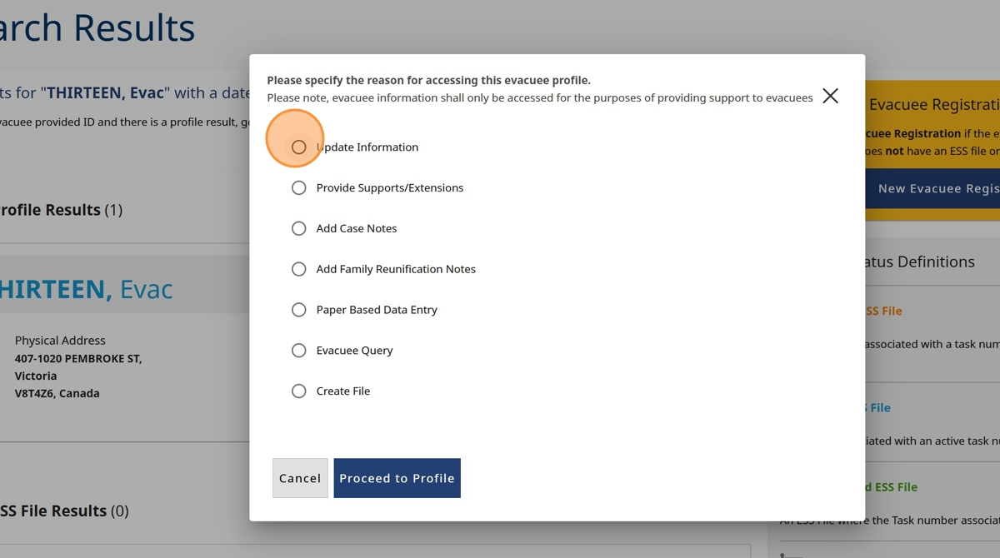 arch Results
ts for "THIRTEEN, Evac" with a date
vacuee provided ID and there is a profile result, g
rofile Results (1)
HIRTEEN, Evac
Physical Address
407-1020 PEMBROKE ST,
Victoria
V8T4Z6, Canada
SS File Results (0)
Please specify the reason for accessing this evacuee profile.
Please note, evacuee information shall only be accessed for the purposes of providing support to evacuees
Update Information
Provide Supports/Extensions
Add Case Notes
Add Family Reunification Notes
Paper Based Data Entry
Evacuee Query
Create File
Cancel
Proceed to Profile
Evacuee Registrati
cuee Registration if the e
oes not have an ESS file or
New Evacuee Regis
atus Definitions
SS File
associated with a task num
S File
iated with an active task n
d ESS File
An ESS File where the Task number associat